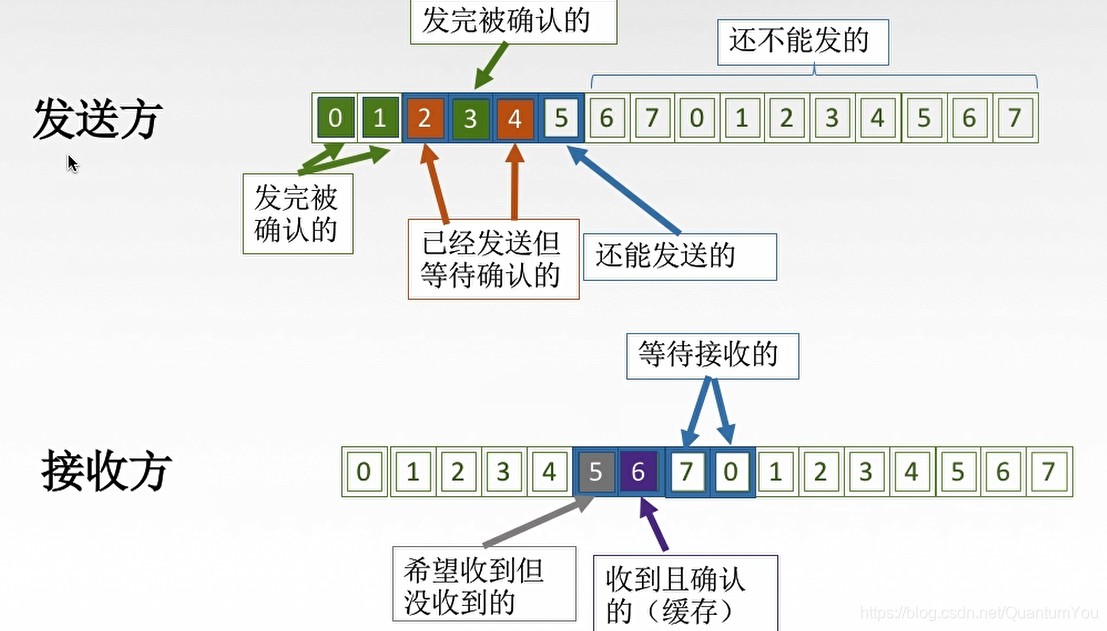 发完被确认的
还不能发的
发送方
0 1 2 3 4 5 6 7 0 1 2 3 4 5 6 7
发完被
确认的
已经发送但
等待确认的
还能发送的
等待接收的
接收方
0 1 2 3 4 5 6 7 0 1 2 3 4 5 6 7
希望收到但
没收到的
收到且确认
的（缓存）
https://blog.csdn.net/QuantumYou